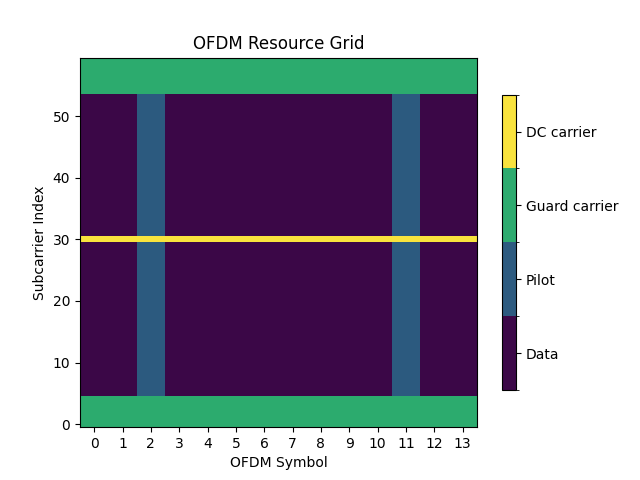 OFDM Resource Grid
50
40
30
20
10
0
Subcarrier Index
0 1 2 3 4 5 6 7 8 9 10 11 12 13
OFDM Symbol
DC carrier
Guard carrier
Pilot
Data